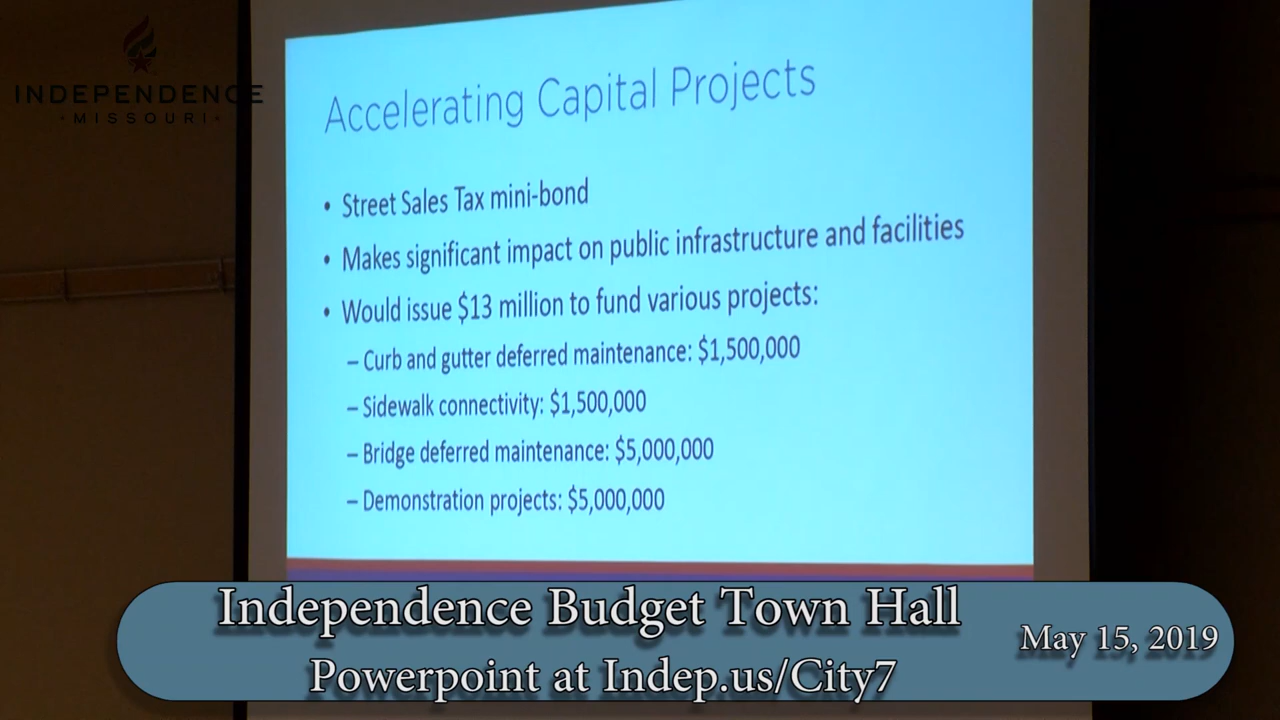 INDEPENDENCE
• MISSOURI •
Accelerating Capital Projects
• Street Sales Tax mini-bond
• Makes significant impact on public infrastructure and facilities
• Would issue $13 million to fund various projects:
– Curb and gutter deferred maintenance: $1,500,000
– Sidewalk connectivity: $1,500,000
– Bridge deferred maintenance: $5,000,000
– Demonstration projects: $5,000,000
Independence Budget Town Hall
May 15, 2019
Powerpoint at Indep.us/City7